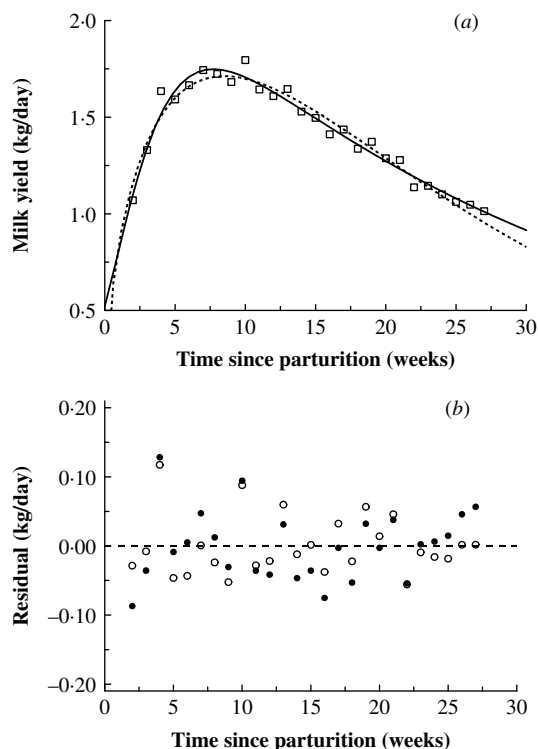 2·0
(a)
1·5
1·0
0·5
Milk yield (kg/day)
0 5 10 15 20 25 30
Time since parturition (weeks)
0·20
(b)
0·10
0·00
–0·10
–0·20
Residual (kg/day)
0 5 10 15 20 25 30
Time since parturition (weeks)